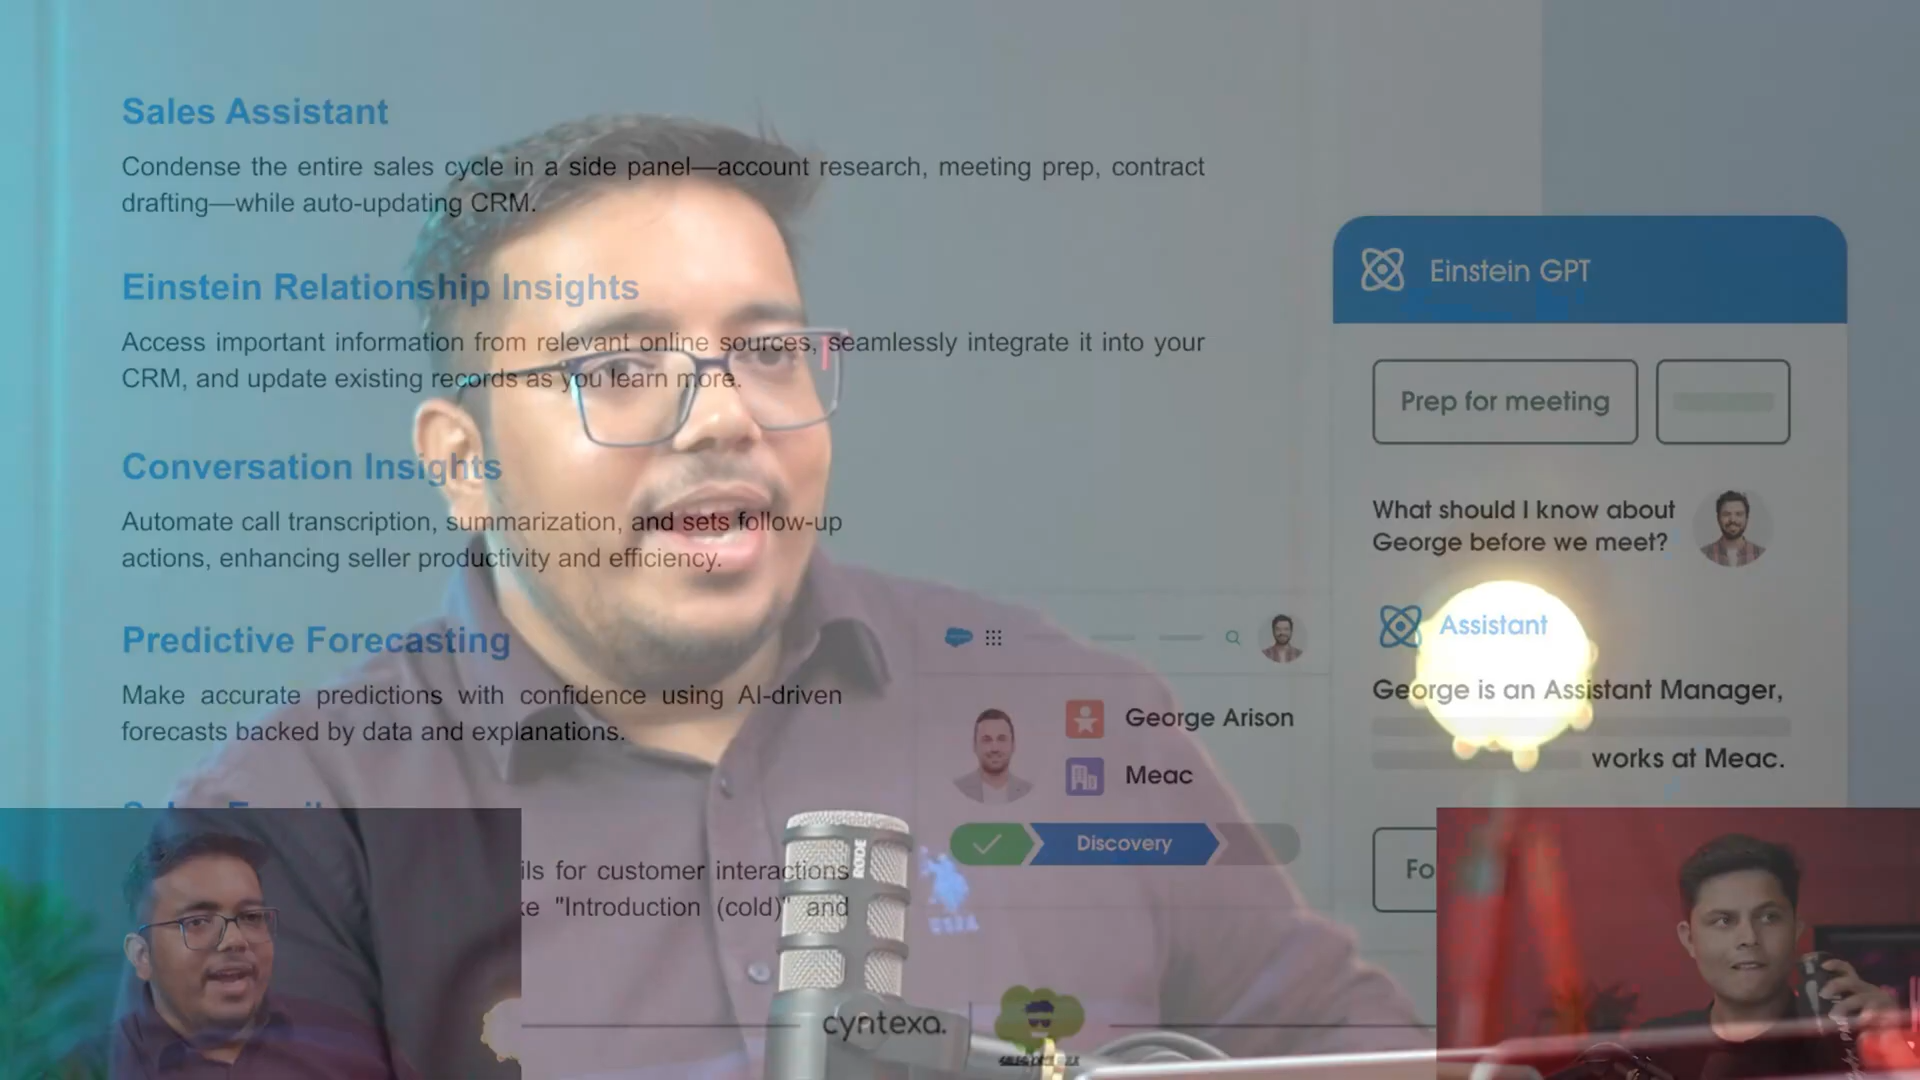 Sales Assistant
Condense the entire sales cycle in a side panel—account research, meeting prep, contract
drafting—while auto-updating CRM.
Einstein Relationship Insights
Access important information from relevant online sources, seamlessly integrate it into your
CRM, and update existing records as you learn more.
Conversation Insights
Automate call transcription, summarization, and sets follow-up
actions, enhancing seller productivity and efficiency.
Predictive Forecasting
Make accurate predictions with confidence using AI-driven
forecasts backed by data and explanations.
for customer interactions
"Introduction (cold)" and
Einstein GPT
Prep for meeting
What should I know about
George before we meet?
Assistant
George is an Assistant Manager,
works at Meac.
George Arison
Meac
Discovery
RODE
cyntexa.